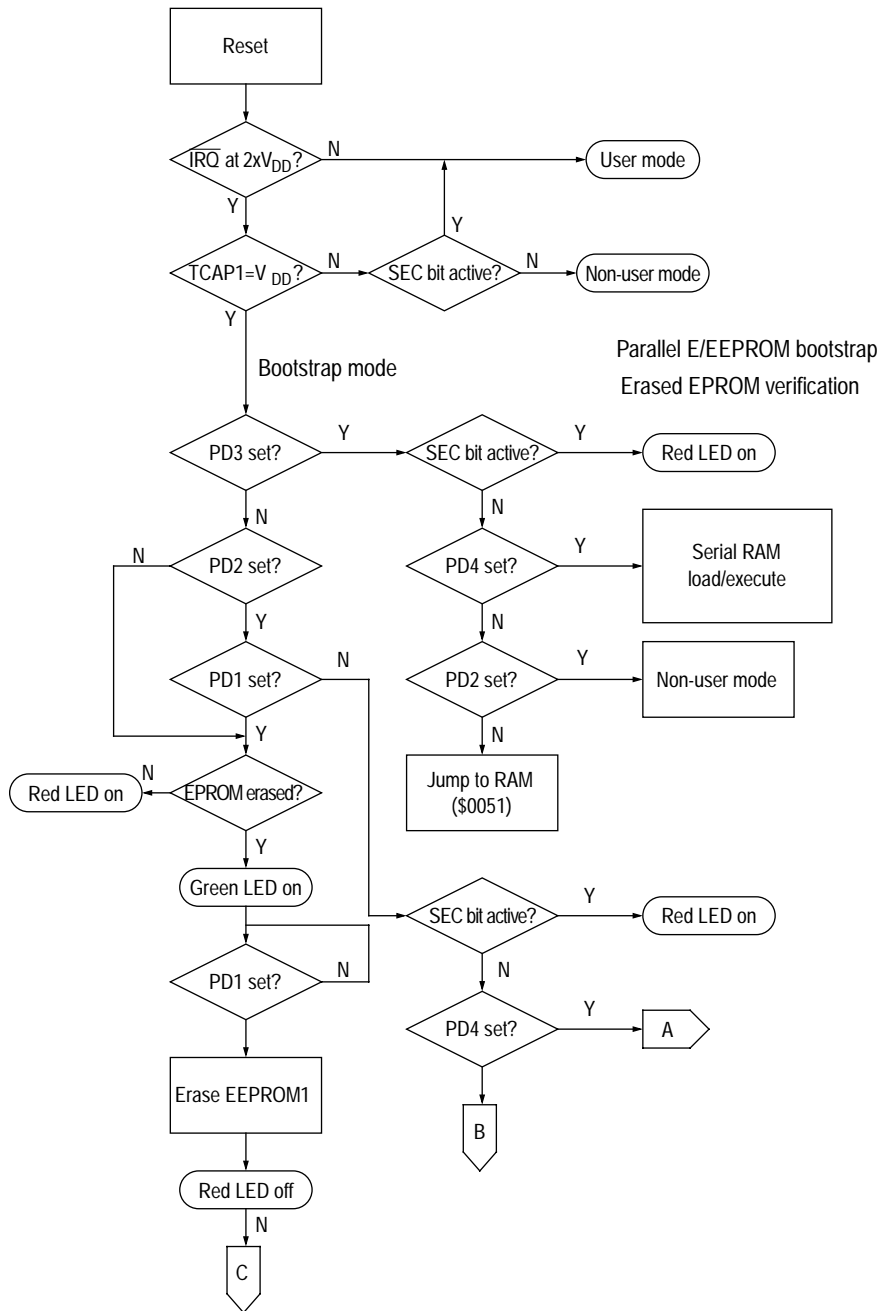 Reset
IRQ at 2xVDD?
N
User mode
Y
Y
TCAP1=V DD?
N
SEC bit active?
N
Non-user mode
Y
Parallel E/EEPROM bootstrap
Bootstrap mode
Erased EPROM verification
PD3 set?
Y
SEC bit active?
Y
Red LED on
N
N
N
PD2 set?
PD4 set?
Y
Serial RAM
load/execute
Y
N
PD1 set?
N
PD2 set?
Y
Non-user mode
Y
N
Red LED on
N
EPROM erased?
Jump to RAM
($0051)
Y
Green LED on
SEC bit active?
Y
Red LED on
PD1 set?
N
N
PD4 set?
Y
A
Erase EEPROM1
B
Red LED off
N
C